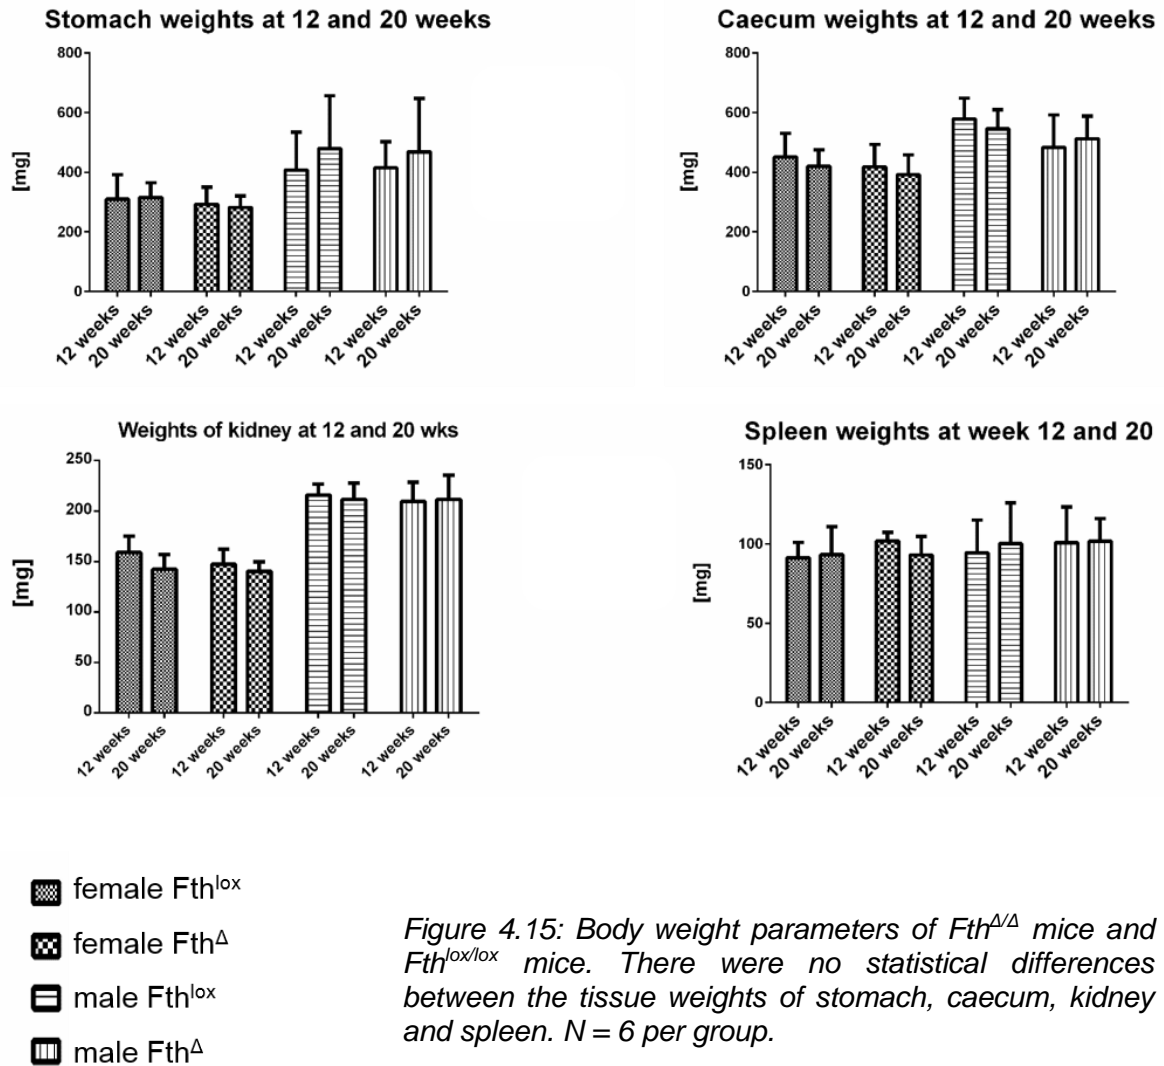 Stomach weights at 12 and 20 weeks
800
600
400
200
0
[mg]
12 weeks
20 weeks
12 weeks
20 weeks
12 weeks
20 weeks
12 weeks
20 weeks
Caecum weights at 12 and 20 weeks
800
600
400
200
0
[mg]
12 weeks
20 weeks
12 weeks
20 weeks
12 weeks
20 weeks
12 weeks
20 weeks
Weights of kidney at 12 and 20 wks
250
200
150
100
50
0
[mg]
12 weeks
20 weeks
12 weeks
20 weeks
12 weeks
20 weeks
12 weeks
20 weeks
Spleen weights at week 12 and 20
150
100
50
0
[mg]
12 weeks
20 weeks
12 weeks
20 weeks
12 weeks
20 weeks
12 weeks
20 weeks
female Fth^lox
female Fth^Δ
male Fth^lox
male Fth^Δ
Figure 4.15: Body weight parameters of Fth^Δ/Δ mice and
Fth^lox/lox mice. There were no statistical differences
between the tissue weights of stomach, caecum, kidney
and spleen. N = 6 per group.